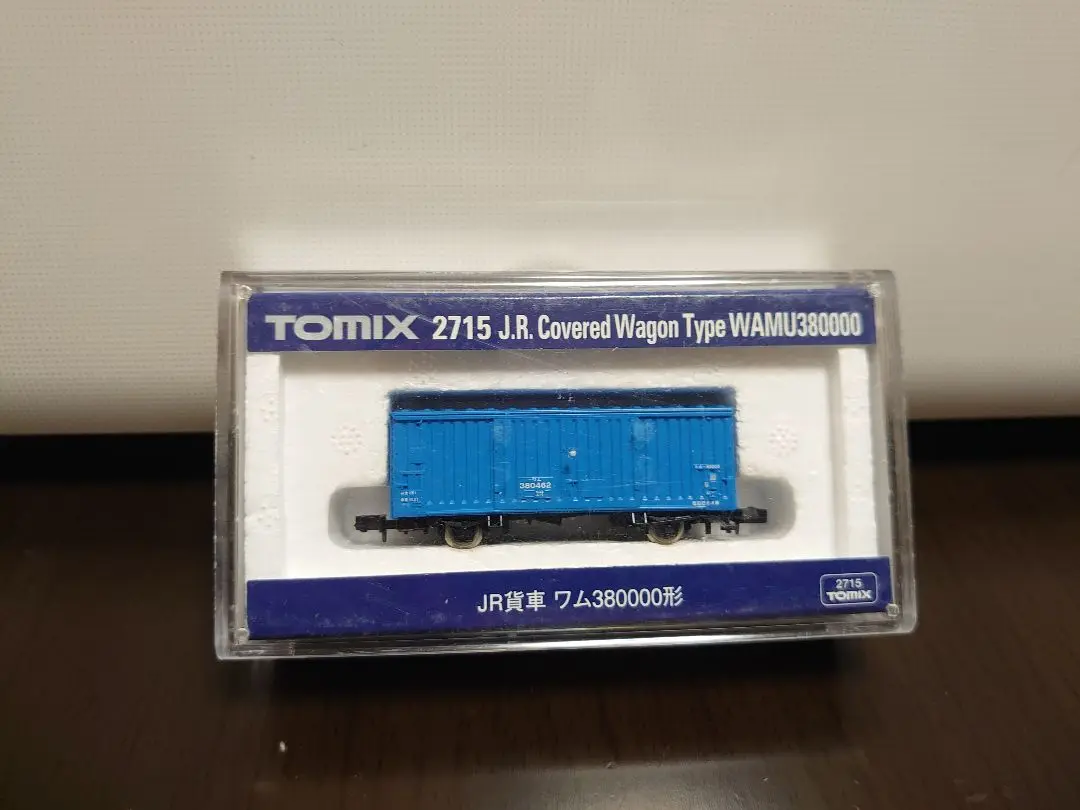 TOMIX 2715 J.R. Covered Wagon Type WAMU380000
380462
JR貨車 ワム380000形
2715
TOMIX